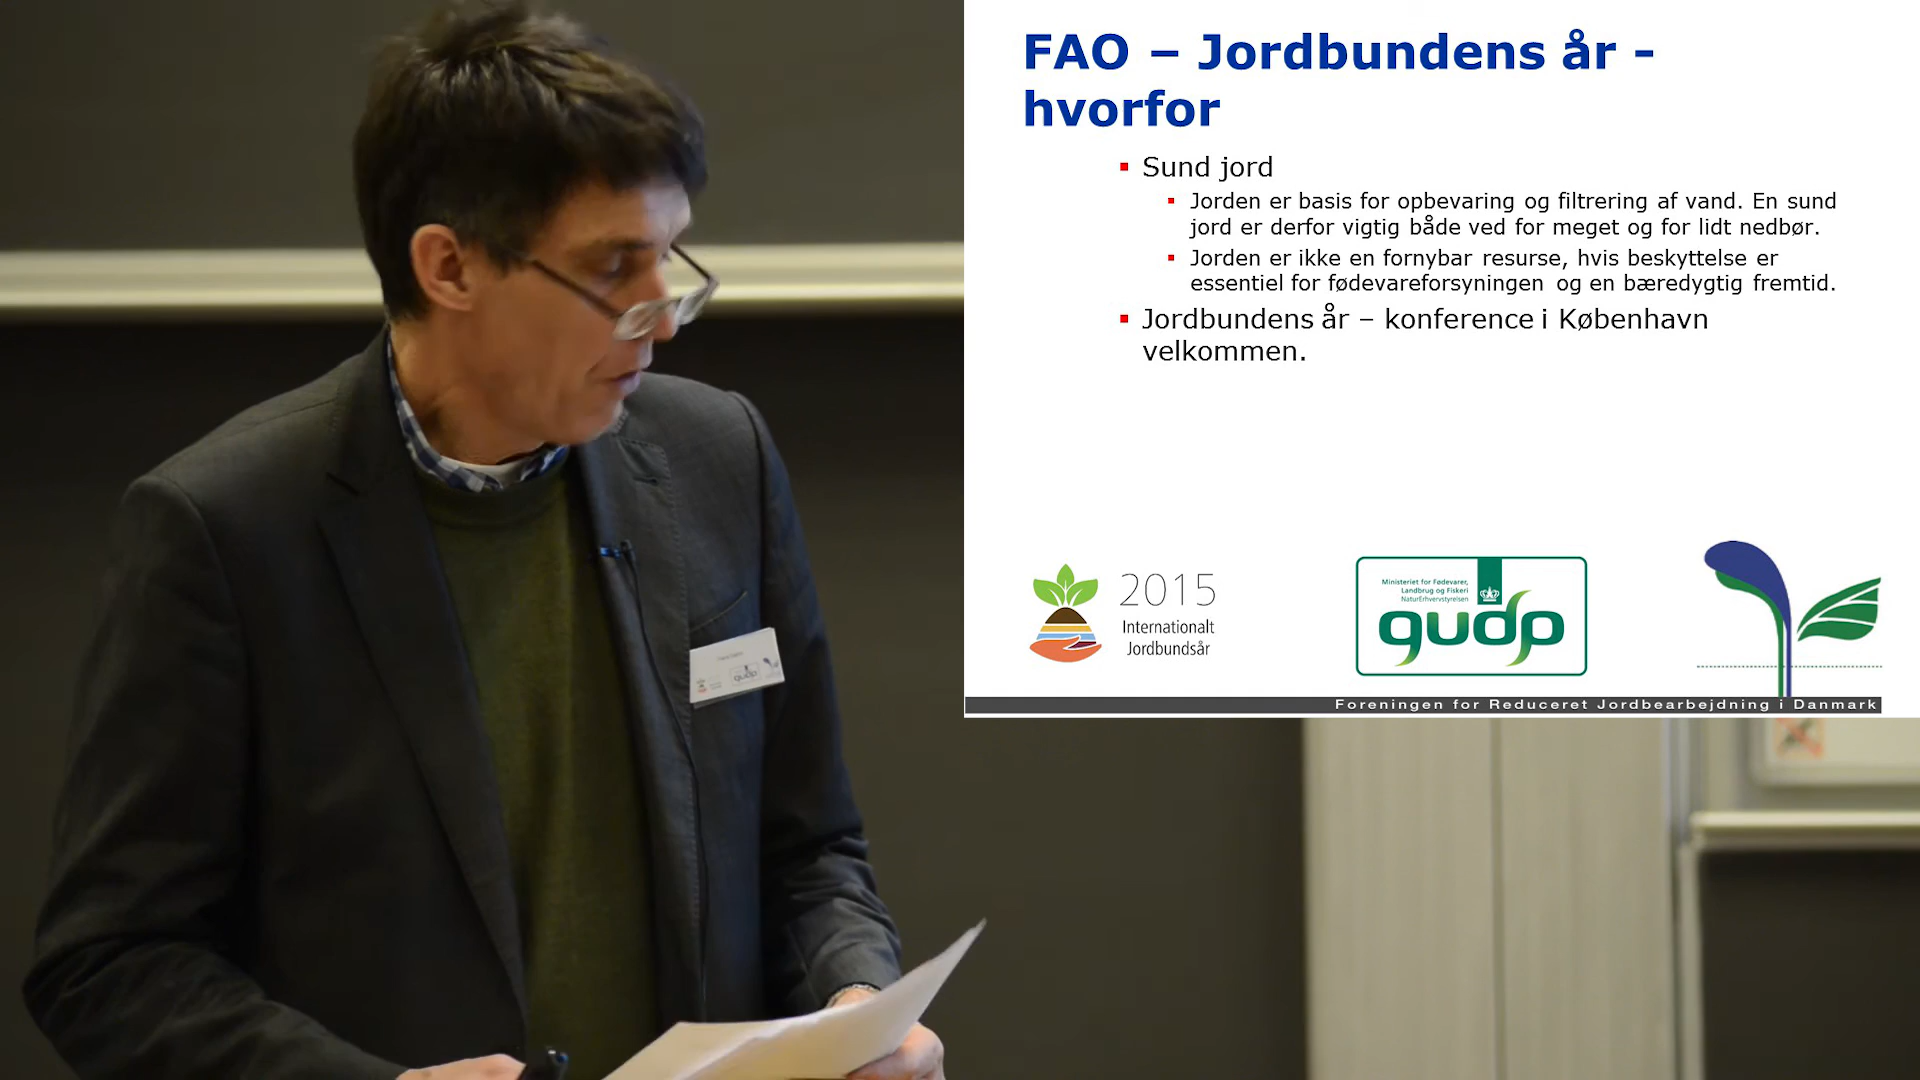 FAO – Jordbundens år -
hvorfor
▪ Sund jord
▪ Jorden er basis for opbevaring og filtrering af vand. En sund
jord er derfor vigtig både ved for meget og for lidt nedbør.
▪ Jorden er ikke en fornybar resurse, hvis beskyttelse er
essentiel for fødevareforsyningen og en bæredygtig fremtid.
▪ Jordbundens år – konference i København
velkommen.
2015
Internationalt
Jordbundsår
Ministeriet for Fødevarer,
Landbrug og Fiskeri
NaturErhvervstyrelsen
gudp
Foreningen for Reduceret Jordbearbejdning i Danmark
gudp